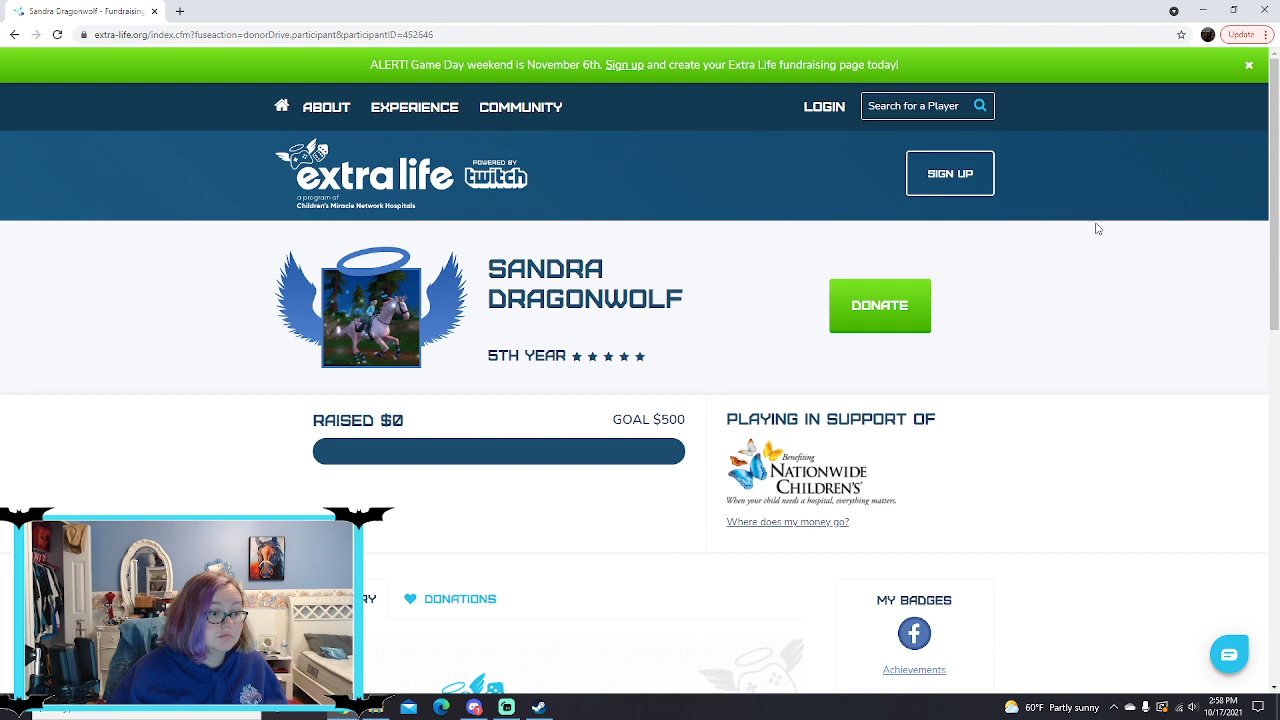 Sandra Dragonwolf - Fundraising
extra-life.org/index.cfm?fuseaction=donorDrive.participant&participantID=452646
Update
ALERT! Game Day weekend is November 6th. Sign up and create your Extra Life fundraising page today!
ABOUT EXPERIENCE COMMUNITY LOGIN Search for a Player
extra life POWERED BY twitch
a program of
Children's Miracle Network Hospitals
SIGN UP
SANDRA
DRAGONWOLF
5TH YEAR
DONATE
RAISED $0 GOAL $500
PLAYING IN SUPPORT OF
Benefiting
NATIONWIDE
CHILDREN'S
When your child needs a hospital, everything matters.
Where does my money go?
DONATIONS
MY BADGES
Achievements
60°F Partly sunny
2:58 PM
10/17/2021